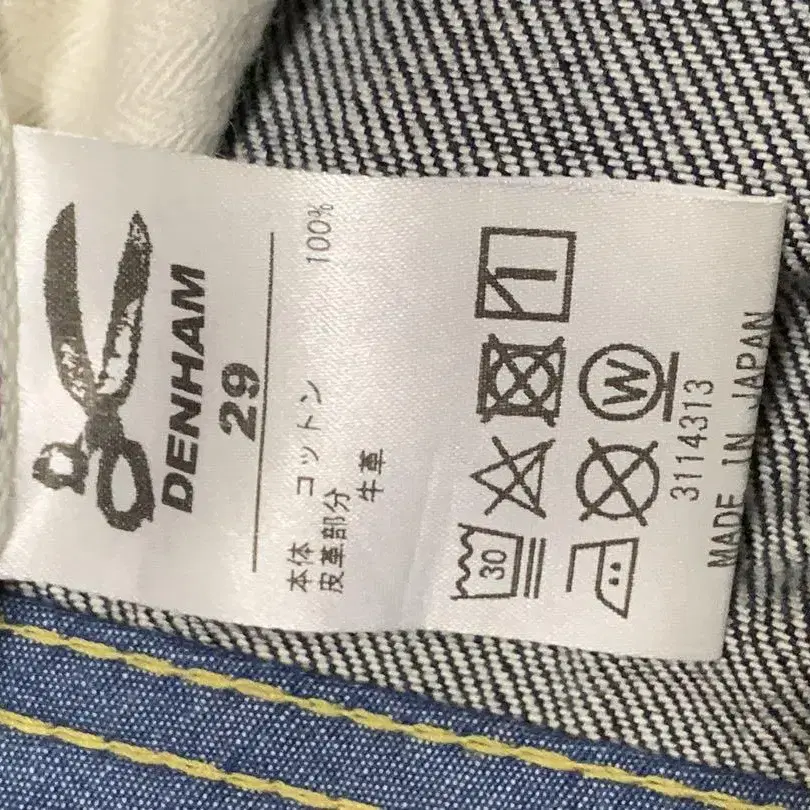 DENHAM
29
本体 コットン 100%
皮革部分
牛革
30
W
3114313
MADE IN JAPAN